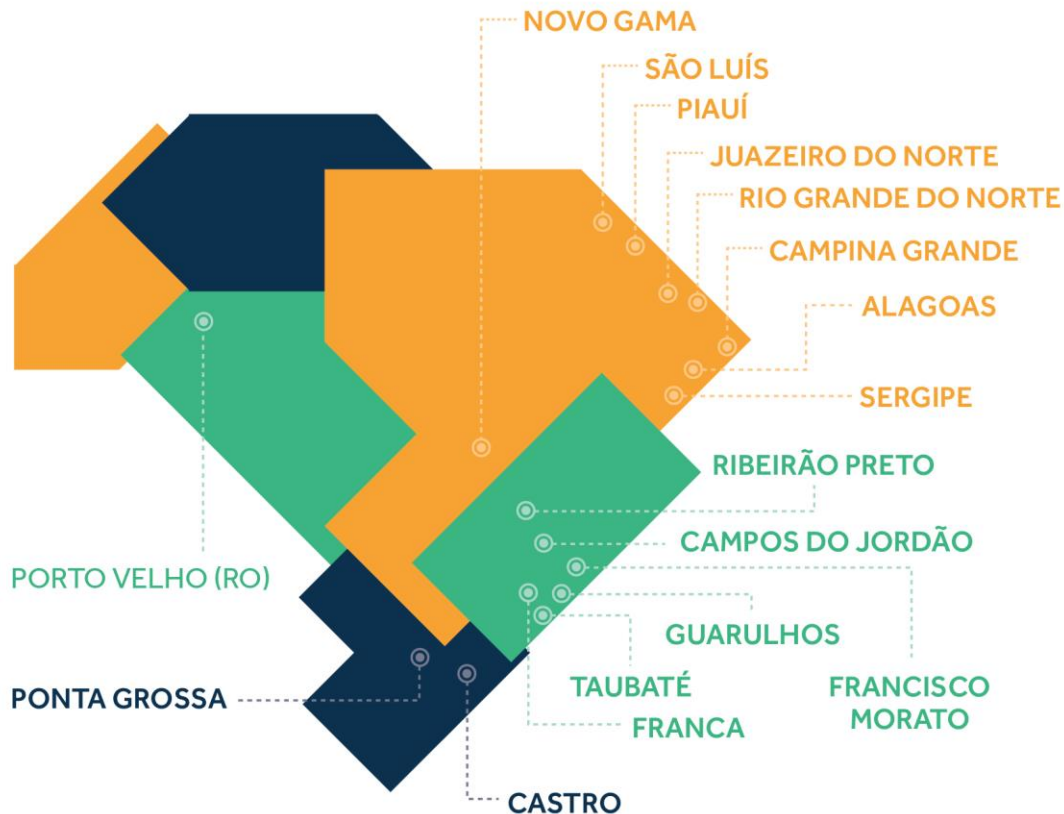 NOVO GAMA
SÃO LUÍS
PIAUÍ
JUAZEIRO DO NORTE
RIO GRANDE DO NORTE
CAMPINA GRANDE
ALAGOAS
SERGIPE
RIBEIRÃO PRETO
CAMPOS DO JORDÃO
PORTO VELHO (RO)
GUARULHOS
TAUBATÉ
FRANCISCO
MORATO
PONTA GROSSA
FRANCA
CASTRO